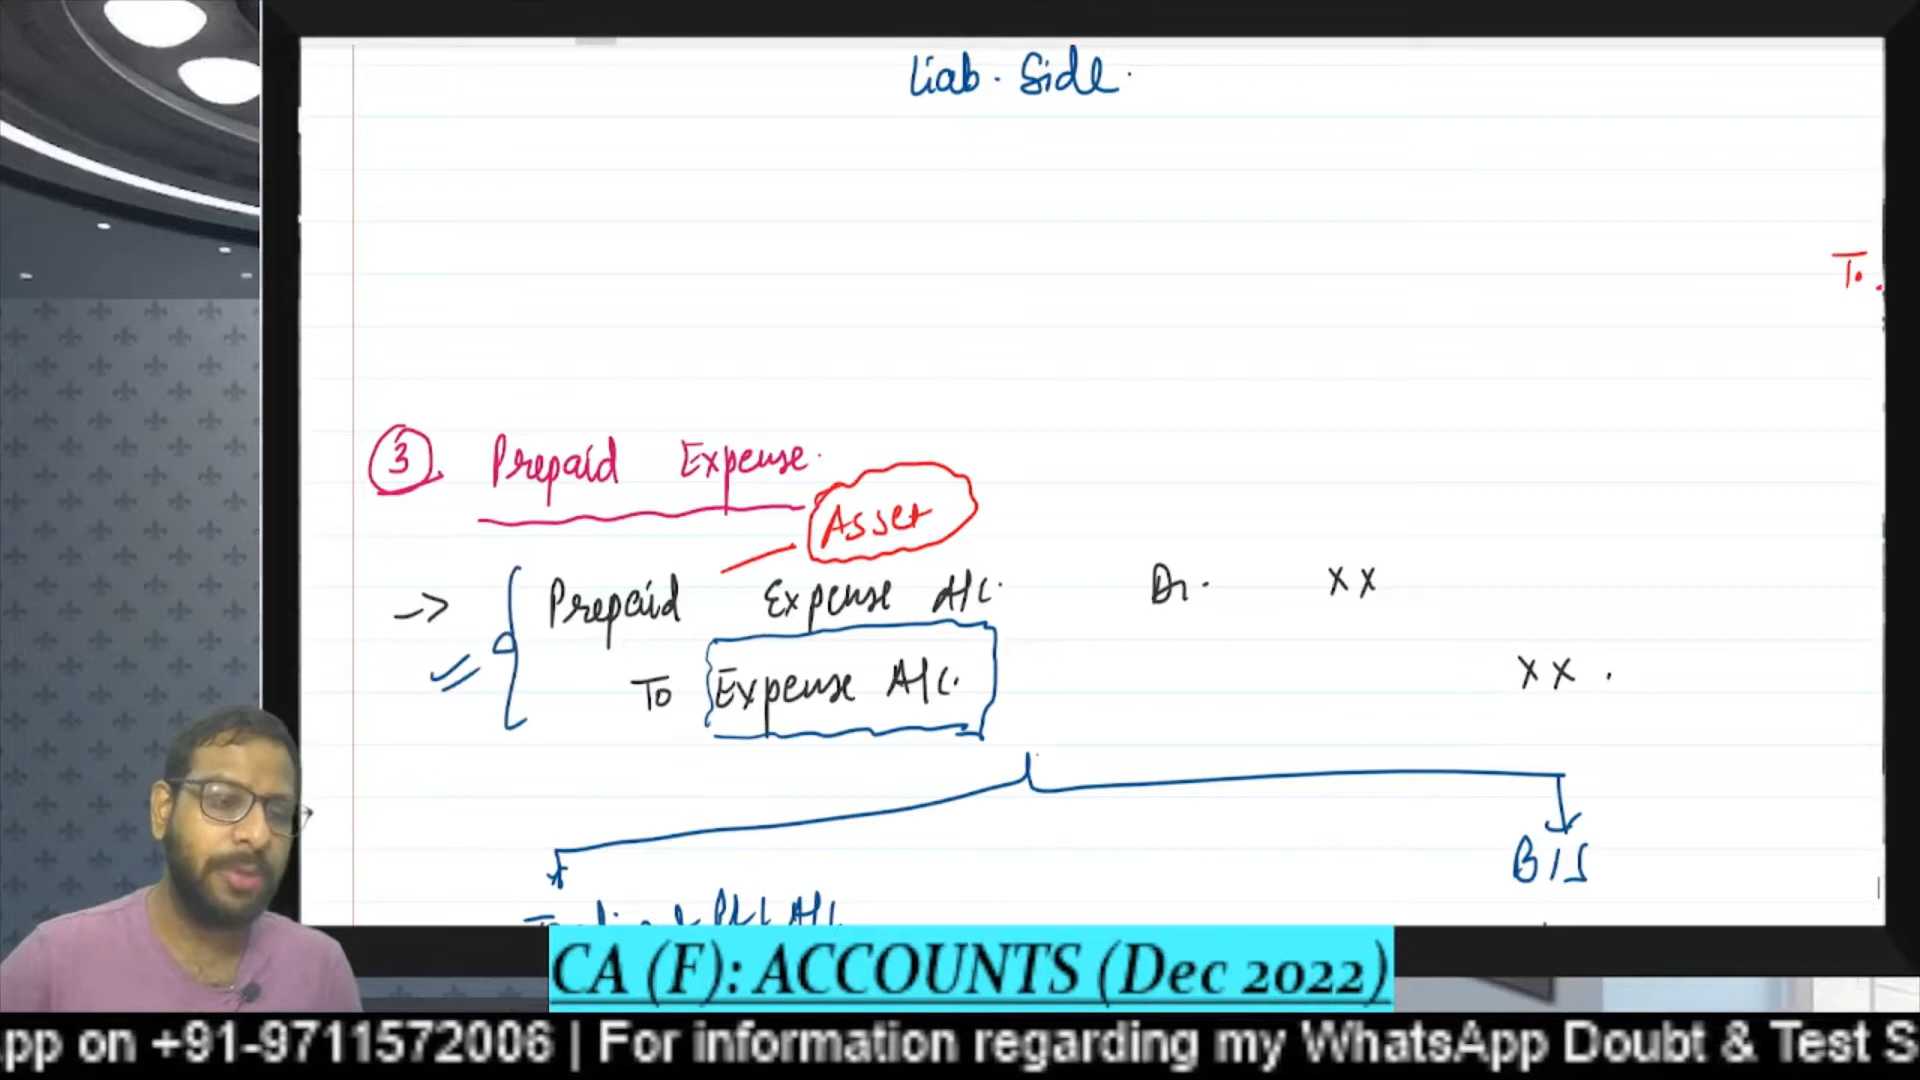 Liab. Side.
To.
3. Prepaid Expense.
Asset
-> Prepaid Expense A/c. Dr. xx
To Expense A/c. xx.
B/S
P&L A/c
CA (F): ACCOUNTS (Dec 2022)
pp on +91-9711572006 | For information regarding my WhatsApp Doubt & Test S